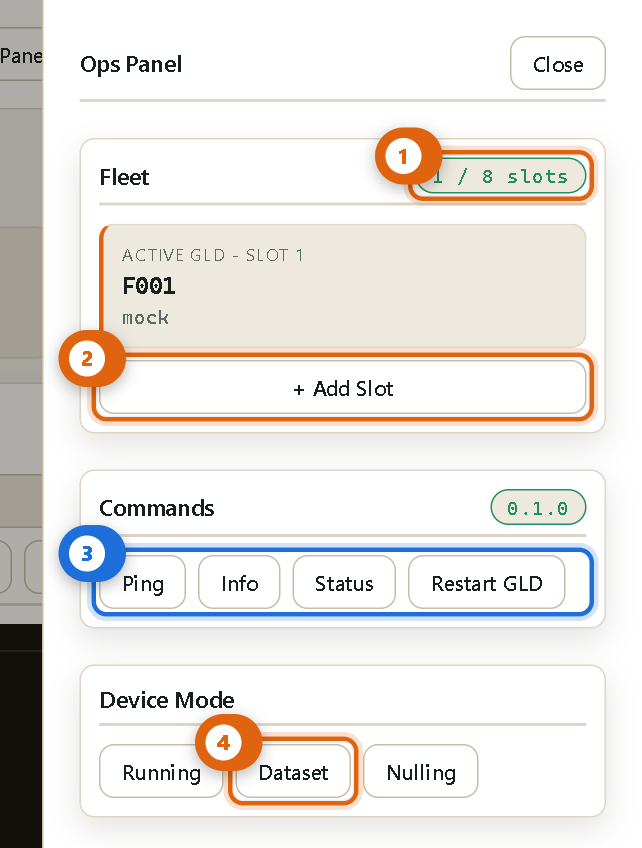 Pane
Ops Panel
Close
1
Fleet
1 / 8 slots
ACTIVE GLD - SLOT 1
F001
mock
2
+ Add Slot
Commands
0.1.0
3
Ping
Info
Status
Restart GLD
Device Mode
4
Running
Dataset
Nulling